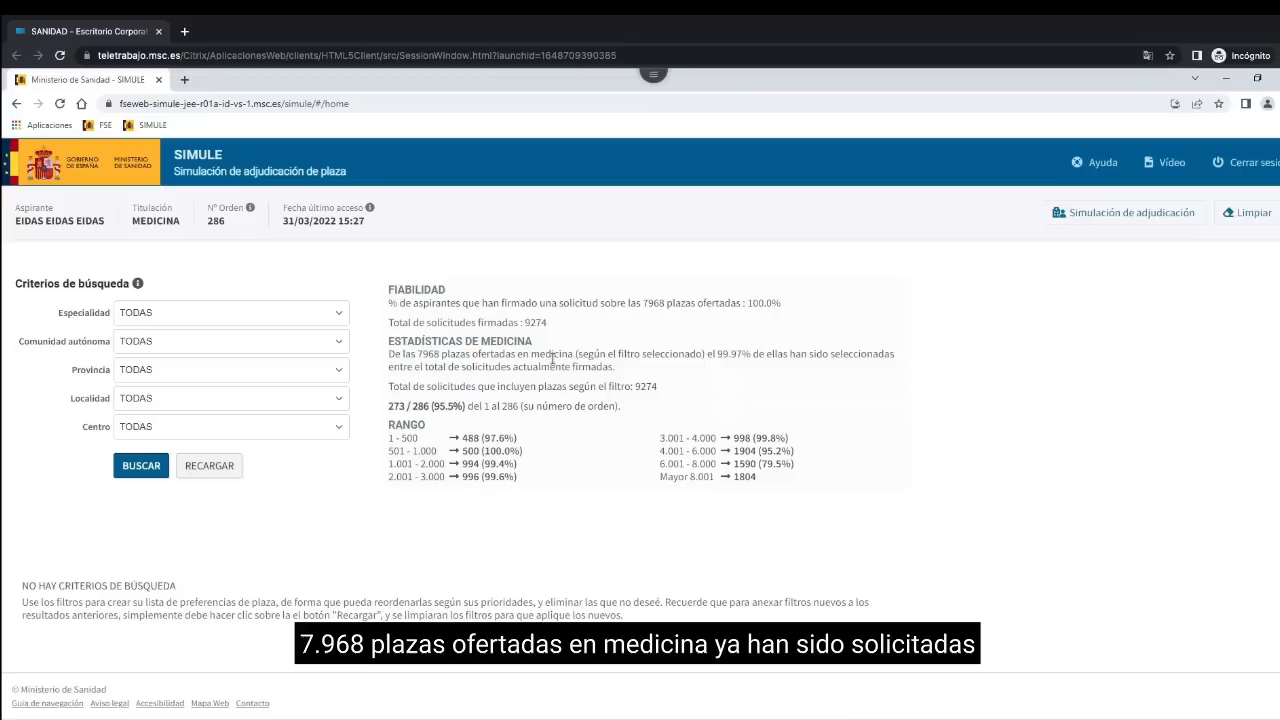 SANIDAD - Escritorio Corporat
teletrabajo.msc.es/Citrix/AplicacionesWeb/clients/HTML5Client/src/SessionWindow.html?launchid=1648709390385
Incógnito
Ministerio de Sanidad - SIMULE
fseweb-simule-jee-r01a-id-vs-1.msc.es/simule/#/home
Aplicaciones FSE SIMULE
GOBIERNO DE ESPAÑA
MINISTERIO DE SANIDAD
SIMULE
Simulación de adjudicación de plaza
Ayuda Vídeo Cerrar sesi
Aspirante Titulación Nº Orden Fecha último acceso
EIDAS EIDAS EIDAS MEDICINA 286 31/03/2022 15:27
Simulación de adjudicación Limpiar
Criterios de búsqueda
Especialidad TODAS
Comunidad autónoma TODAS
Provincia TODAS
Localidad TODAS
Centro TODAS
BUSCAR RECARGAR
FIABILIDAD
% de aspirantes que han firmado una solicitud sobre las 7968 plazas ofertadas : 100.0%
Total de solicitudes firmadas : 9274
ESTADÍSTICAS DE MEDICINA
De las 7968 plazas ofertadas en medicina (según el filtro seleccionado) el 99.97% de ellas han sido seleccionadas
entre el total de solicitudes actualmente firmadas.
Total de solicitudes que incluyen plazas según el filtro: 9274
273 / 286 (95.5%) del 1 al 286 (su número de orden).
RANGO
1 - 500 → 488 (97.6%)
501 - 1.000 → 500 (100.0%)
1.001 - 2.000 → 994 (99.4%)
2.001 - 3.000 → 996 (99.6%)
3.001 - 4.000 → 998 (99.8%)
4.001 - 6.000 → 1904 (95.2%)
6.001 - 8.000 → 1590 (79.5%)
Mayor 8.001 → 1804
NO HAY CRITERIOS DE BÚSQUEDA
Use los filtros para crear su lista de preferencias de plaza, de forma que pueda reordenarlas según sus prioridades, y eliminar las que no deseé. Recuerde que para anexar filtros nuevos a los
resultados anteriores, simplemente debe hacer clic sobre la el botón "Recargar", y se limpiaran los filtros para que aplique los nuevos.
7.968 plazas ofertadas en medicina ya han sido solicitadas
© Ministerio de Sanidad
Guia de navegación Aviso legal Accesibilidad Mapa Web Contacto